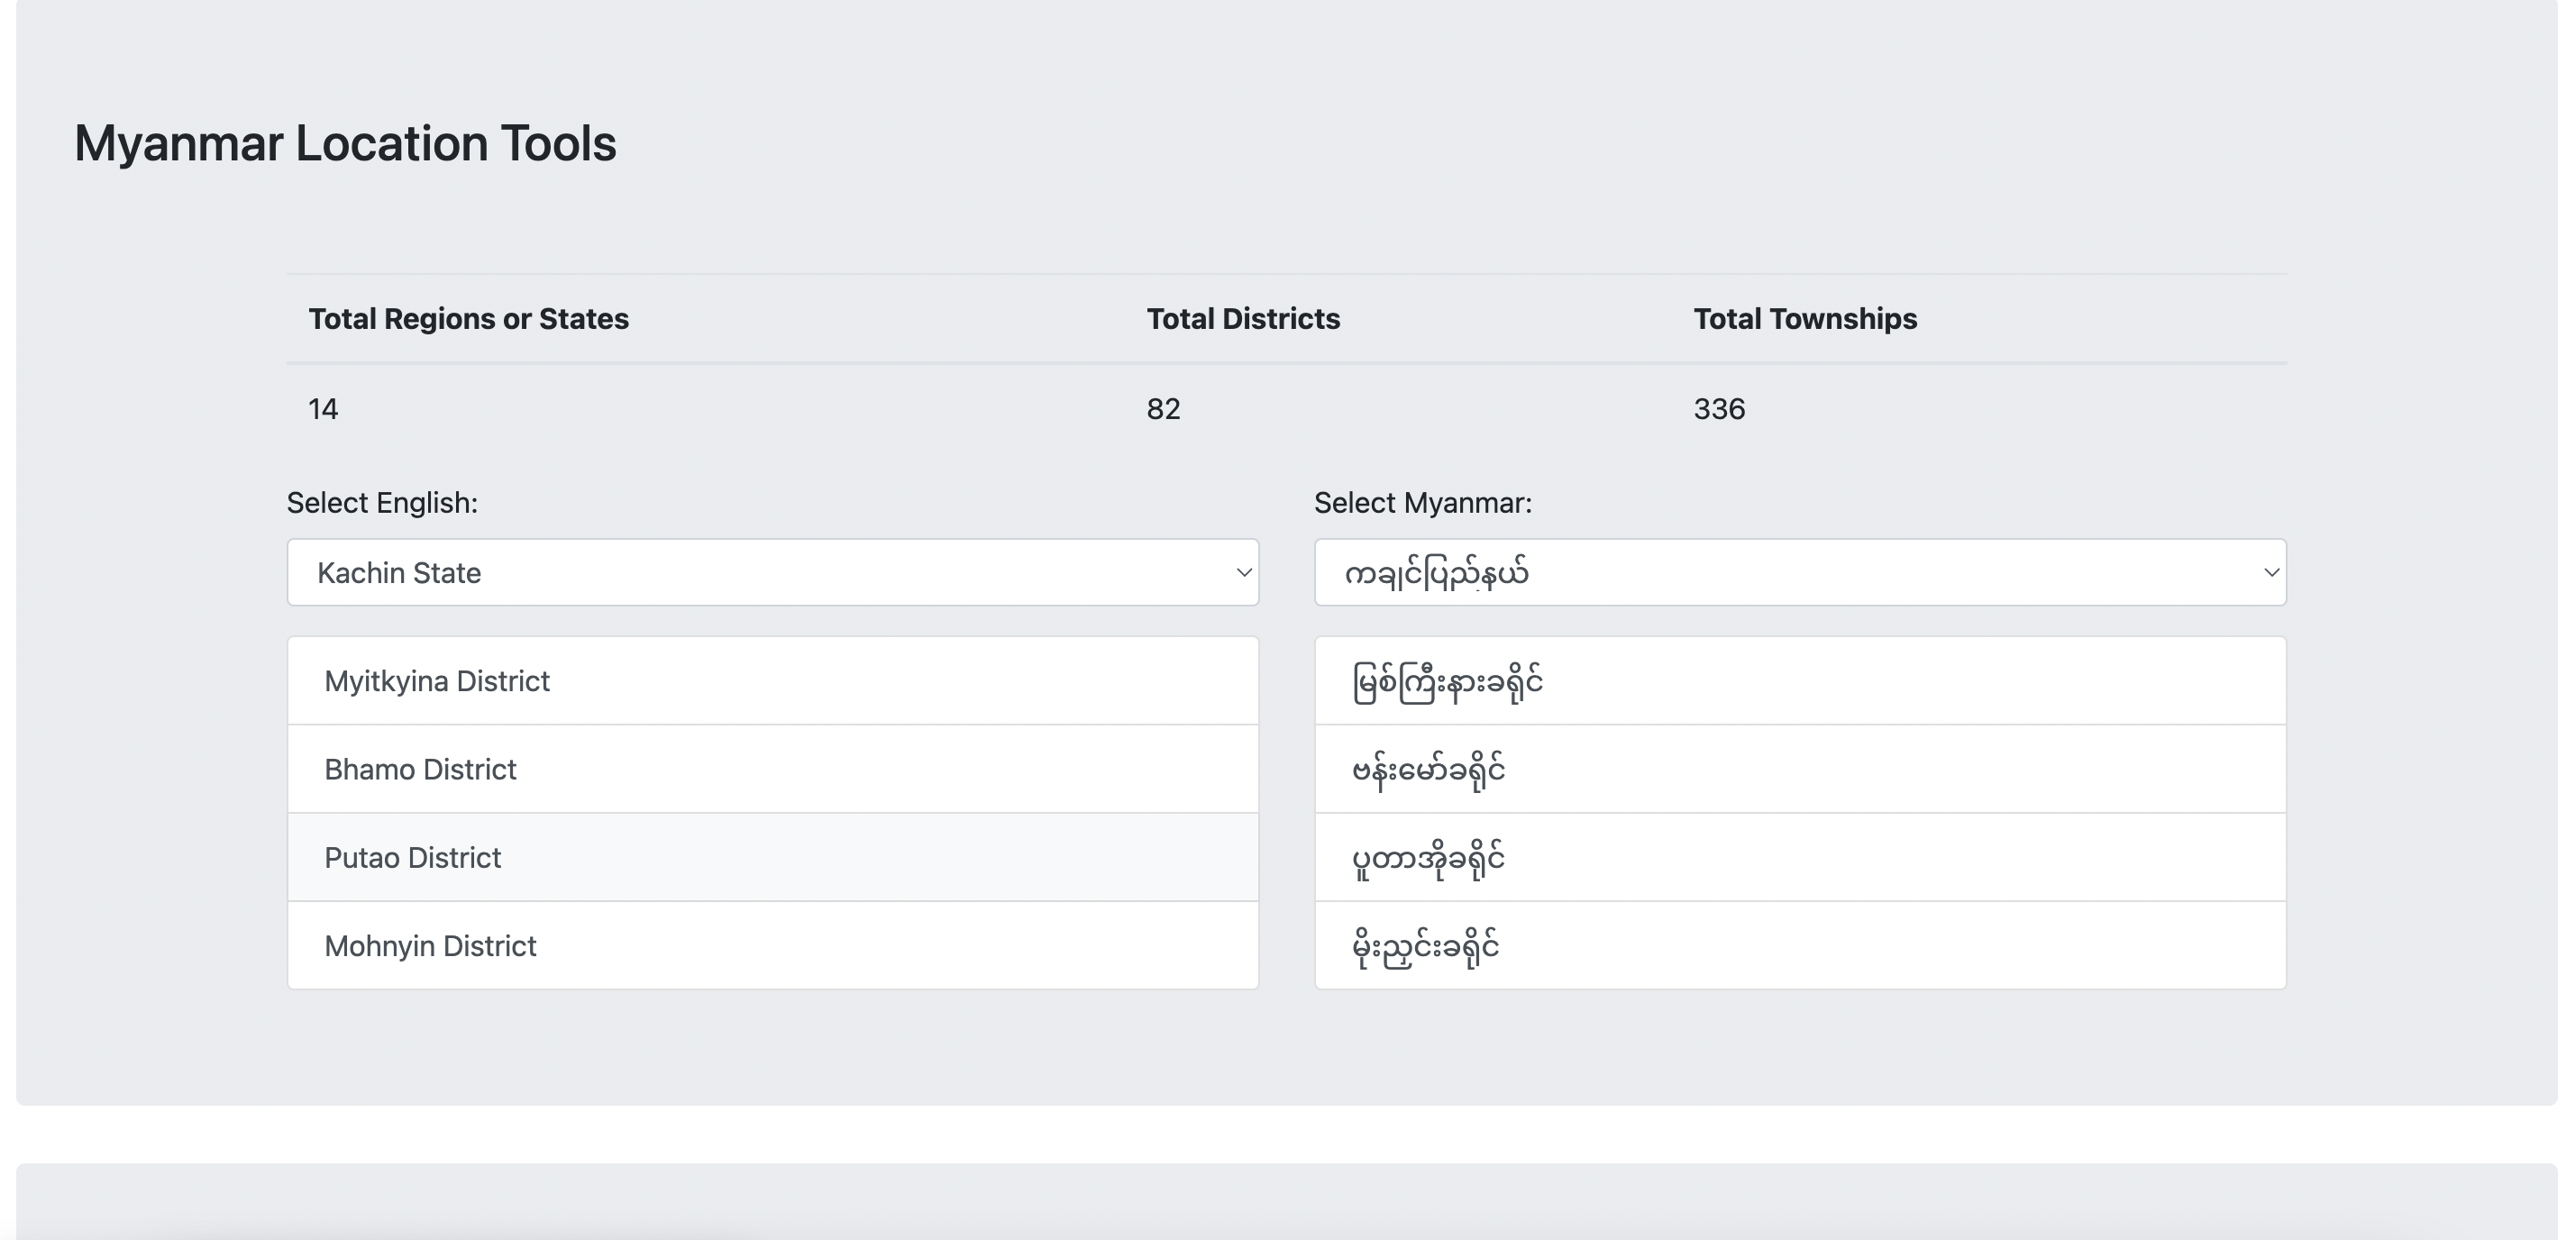 Myanmar Location Tools
Total Regions or States Total Districts Total Townships
14 82 336
Select English: Select Myanmar:
Kachin State ကချင်ပြည်နယ်
Myitkyina District မြစ်ကြီးနားခရိုင်
Bhamo District ဗန်းမော်ခရိုင်
Putao District ပူတာအိုခရိုင်
Mohnyin District မိုးညှင်းခရိုင်